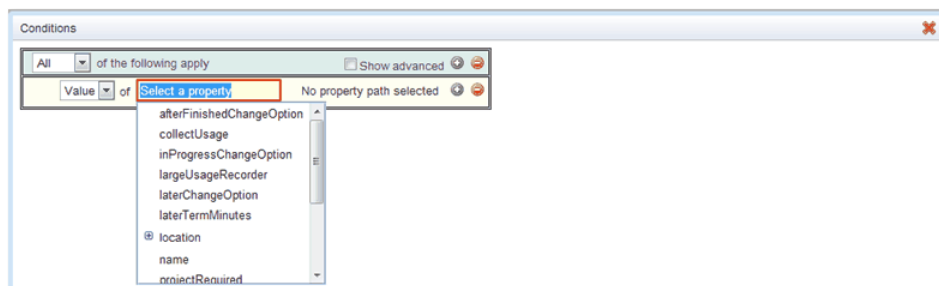 Conditions
All of the following apply Show advanced
Value of Select a property No property path selected
afterFinishedChangeOption
collectUsage
inProgressChangeOption
largeUsageRecorder
laterChangeOption
laterTermMinutes
location
name
projectRequired